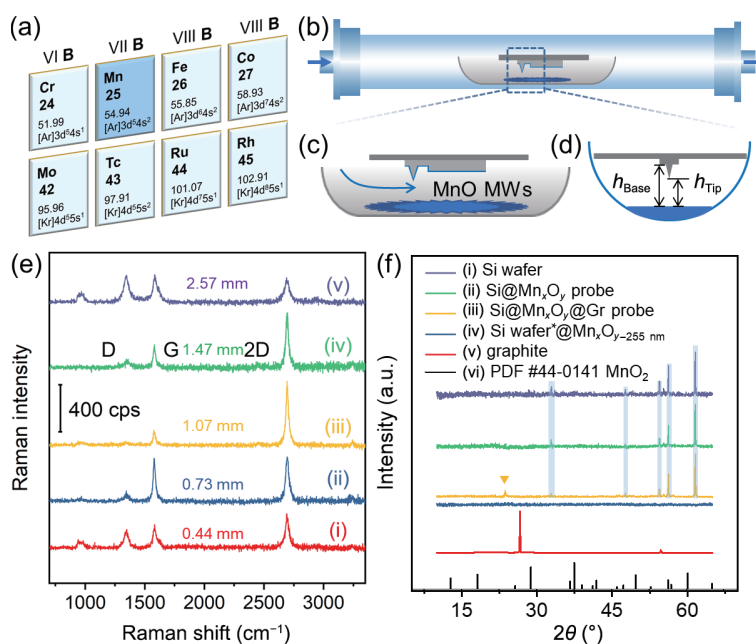 (a)
VI B VII B VIII B VIII B
Cr
24
51.99
[Ar]3d⁵4s¹
Mn
25
54.94
[Ar]3d⁵4s²
Fe
26
55.85
[Ar]3d⁶4s²
Co
27
58.93
[Ar]3d⁷4s²
Mo
42
95.96
[Kr]4d⁵5s¹
Tc
43
97.91
[Kr]4d⁵5s²
Ru
44
101.07
[Kr]4d⁷5s¹
Rh
45
102.91
[Kr]4d⁸5s¹
(b)
(c)
MnO MWs
(d)
h_Base
h_Tip
(e)
2.57 mm (v)
D G 1.47 mm 2D (iv)
400 cps
1.07 mm (iii)
0.73 mm (ii)
0.44 mm (i)
Raman intensity
1000 1500 2000 2500 3000
Raman shift (cm⁻¹)
(f)
(i) Si wafer
(ii) Si@MnₓO_y probe
(iii) Si@MnₓO_y@Gr probe
(iv) Si wafer*@MnₓO_y−255 nm
(v) graphite
(vi) PDF #44-0141 MnO₂
Intensity (a.u.)
15 30 45 60
2θ (°)